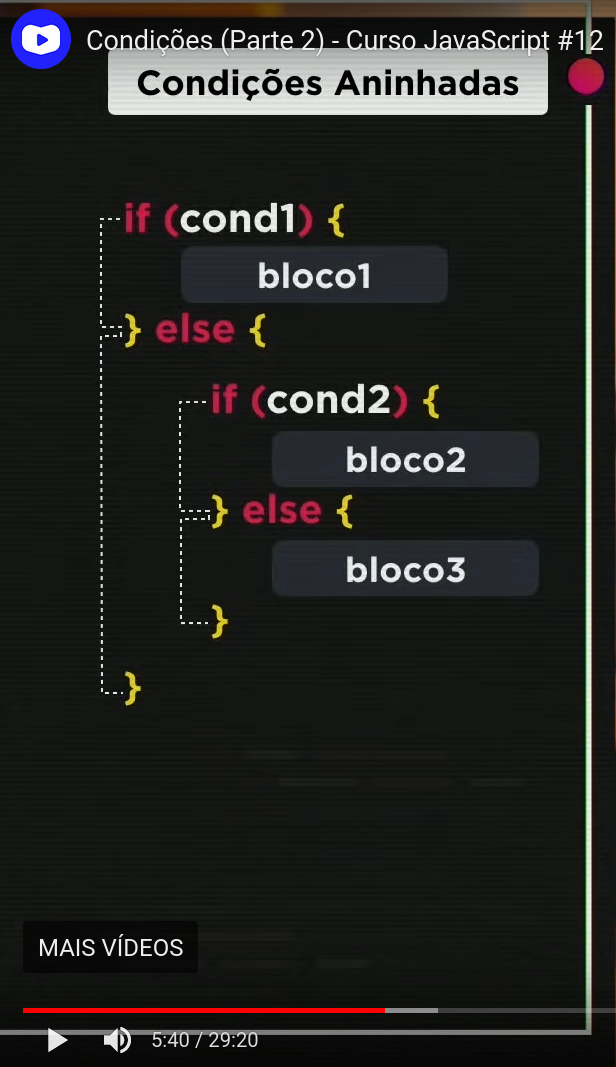 Condições (Parte 2) - Curso JavaScript #12
Condições Aninhadas
if (cond1) {
bloco1
} else {
if (cond2) {
bloco2
} else {
bloco3
}
}
MAIS VÍDEOS
5:40 / 29:20